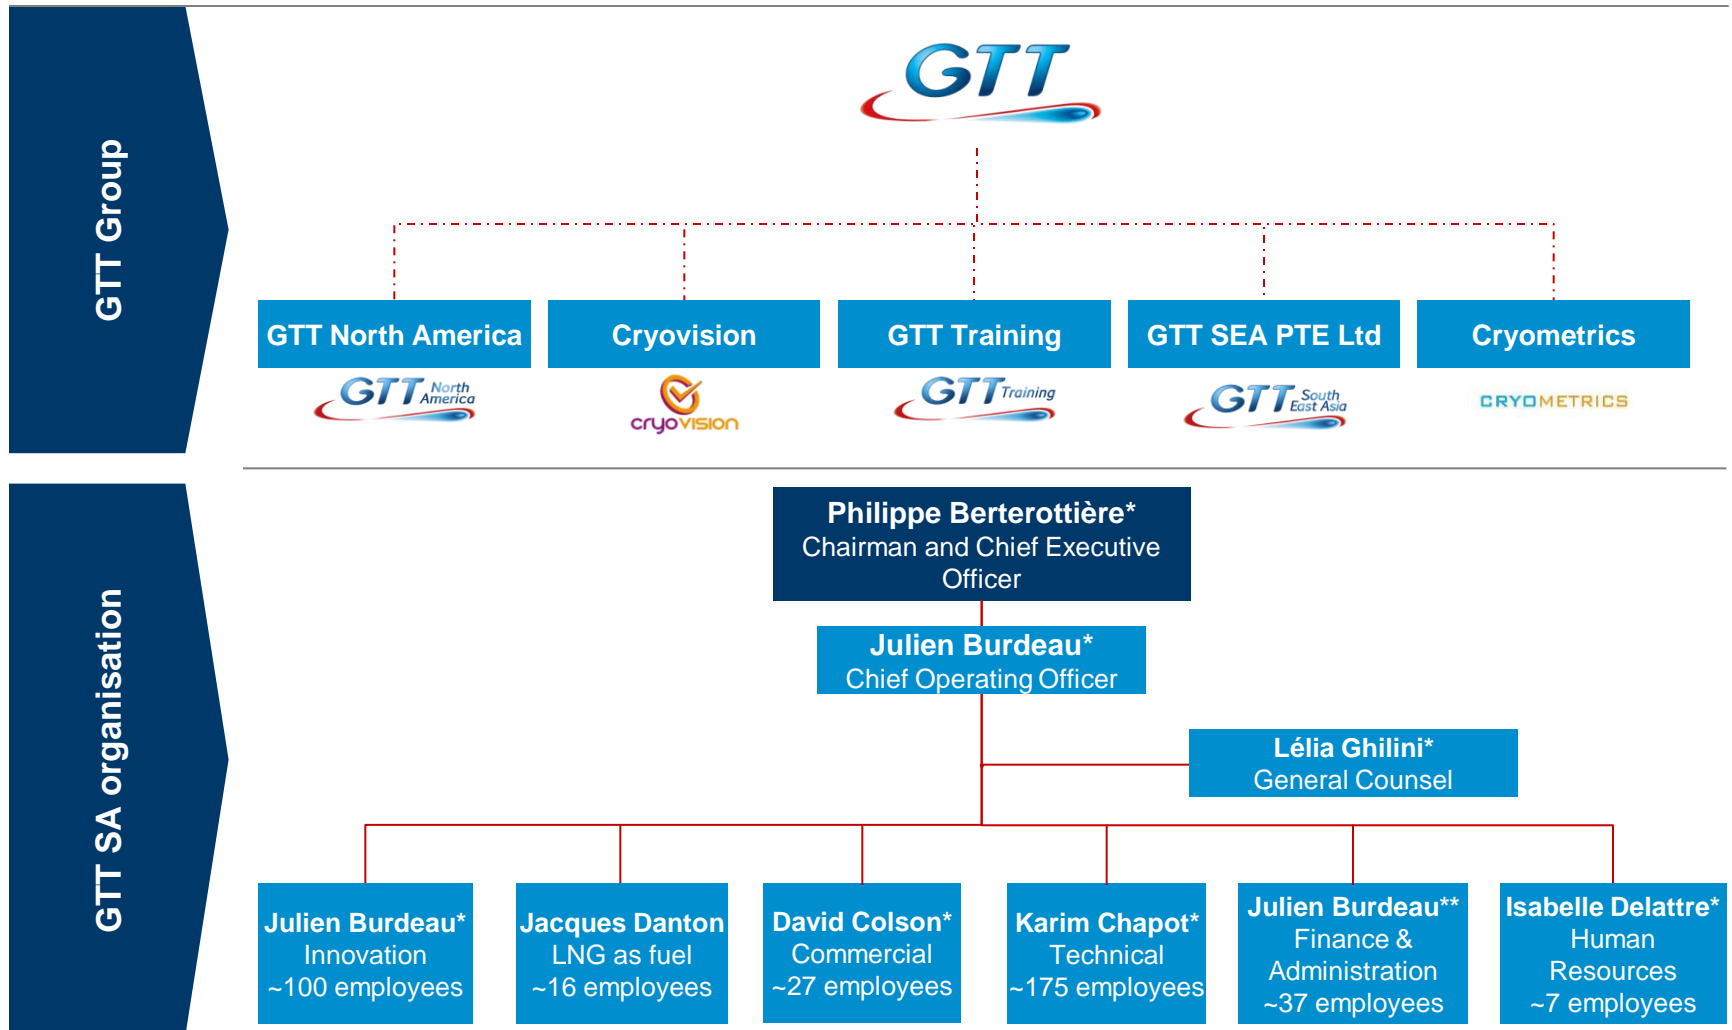 GTT Group
GTT
GTT North America
Cryovision
GTT Training
GTT SEA PTE Ltd
Cryometrics
GTT North
America
cryovision
GTT Training
GTT South
East Asia
CRYOMETRICS
GTT SA organisation
Philippe Berterottière*
Chairman and Chief Executive
Officer
Julien Burdeau*
Chief Operating Officer
Lélia Ghilini*
General Counsel
Julien Burdeau*
Innovation
~100 employees
Jacques Danton
LNG as fuel
~16 employees
David Colson*
Commercial
~27 employees
Karim Chapot*
Technical
~175 employees
Julien Burdeau**
Finance &
Administration
~37 employees
Isabelle Delattre*
Human
Resources
~7 employees